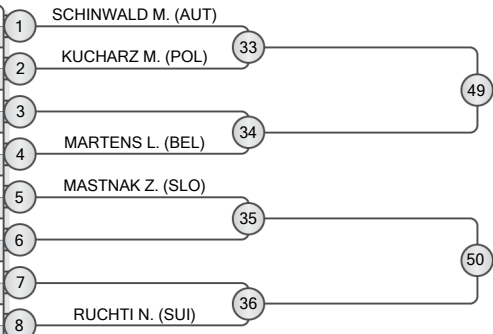 1
SCHINWALD M. (AUT)
33
2
KUCHARZ M. (POL)
49
3
34
4
MARTENS L. (BEL)
5
MASTNAK Z. (SLO)
35
6
50
7
36
8
RUCHTI N. (SUI)